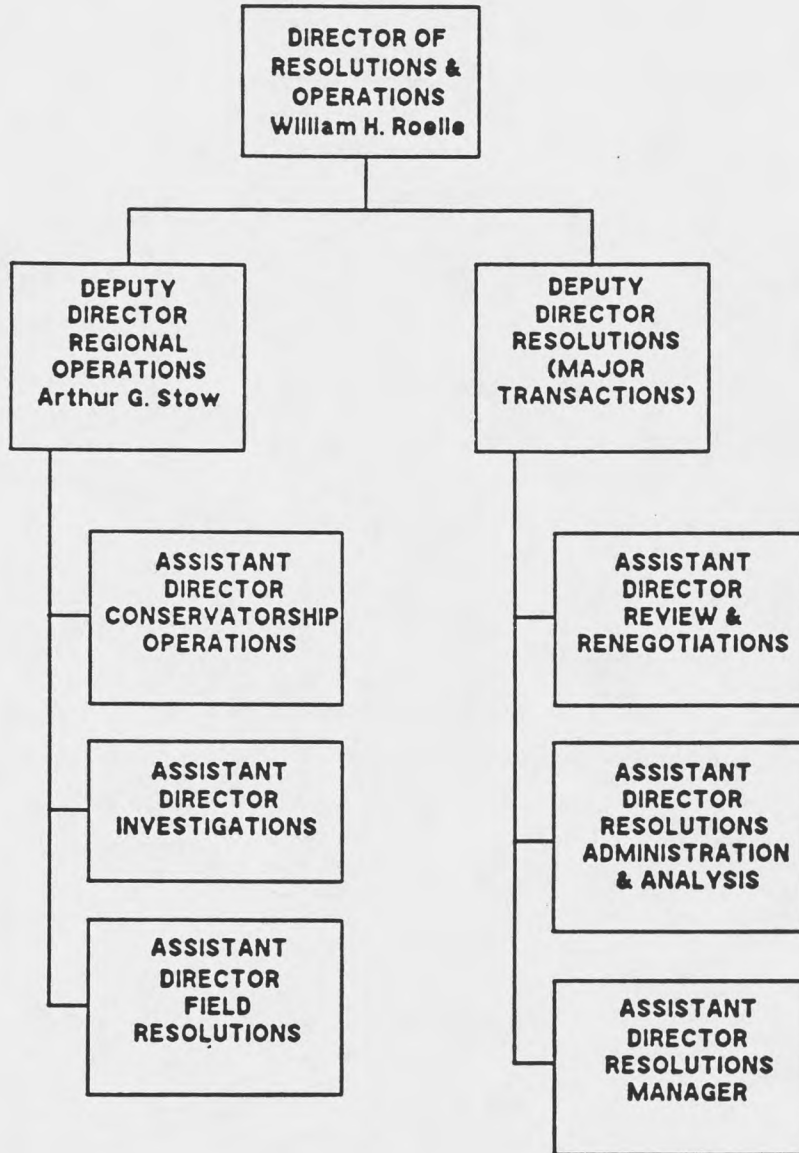 DIRECTOR OF
RESOLUTIONS &
OPERATIONS
William H. Roelle
DEPUTY
DIRECTOR
REGIONAL
OPERATIONS
Arthur G. Stow
DEPUTY
DIRECTOR
RESOLUTIONS
(MAJOR
TRANSACTIONS)
ASSISTANT
DIRECTOR
CONSERVATORSHIP
OPERATIONS
ASSISTANT
DIRECTOR
INVESTIGATIONS
ASSISTANT
DIRECTOR
FIELD
RESOLUTIONS
ASSISTANT
DIRECTOR
REVIEW &
RENEGOTIATIONS
ASSISTANT
DIRECTOR
RESOLUTIONS
ADMINISTRATION
& ANALYSIS
ASSISTANT
DIRECTOR
RESOLUTIONS
MANAGER